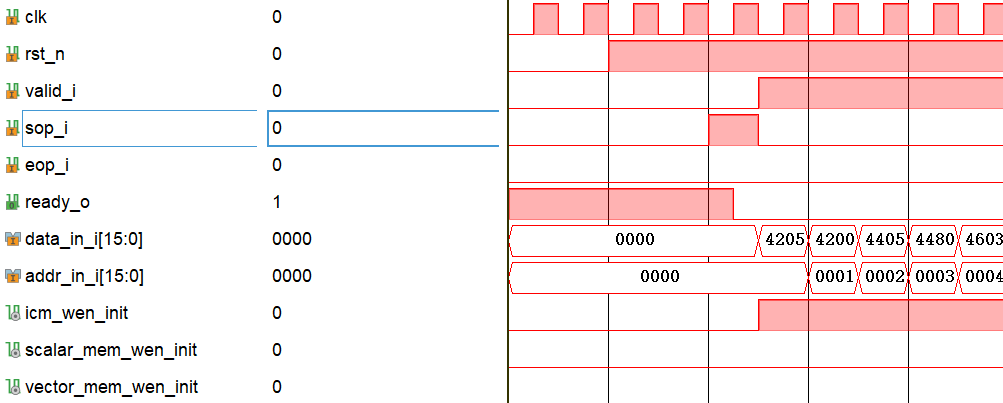 clk 0
rst_n 0
valid_i 0
sop_i 0
eop_i 0
ready_o 1
data_in_i[15:0] 0000 0000 4205 4200 4405 4480 4603
addr_in_i[15:0] 0000 0000 0001 0002 0003 0004
icm_wen_init 0
scalar_mem_wen_init 0
vector_mem_wen_init 0